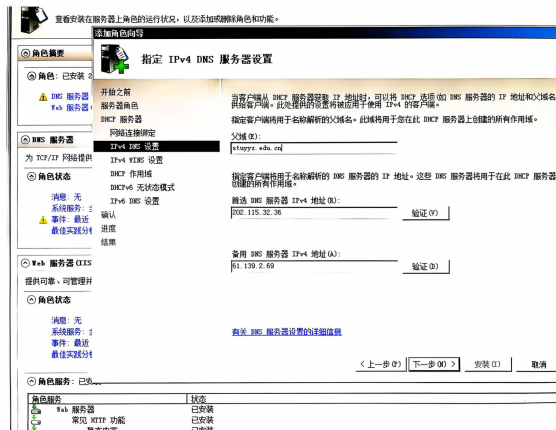 查看安装在服务器上角色的运行状况，以及添加或删除角色和功能。
添加角色向导
指定 IPv4 DNS 服务器设置
角色摘要
角色：已安装 2
DNS 服务器
Web 服务器
DNS 服务器
为 TCP/IP 网络提供
角色状态
消息：无
系统服务：
事件：最近
最佳实践分析
Web 服务器(IIS
提供可靠、可管理并
角色状态
消息：无
系统服务：
事件：最近
最佳实践分析
角色服务：已安
角色服务
状态
Web 服务器
已安装
常见 HTTP 功能
已安装
静态内容
已安装
开始之前
服务器角色
DHCP 服务器
网络连接绑定
IPv4 DNS 设置
IPv4 WINS 设置
DHCP 作用域
DHCPv6 无状态模式
IPv6 DNS 设置
确认
进度
结果
当客户端从 DHCP 服务器获取 IP 地址时，可以将 DHCP 选项(如 DNS 服务器的 IP 地址和父域名
供给客户端。此处提供的设置将被应用于使用 IPv4 的客户端。
指定客户端将用于名称解析的父域名。此域将用于您在此 DHCP 服务器上创建的所有作用域。
父域(R):
xtuyyz.edu.cn
指定客户端将用于名称解析的 DNS 服务器的 IP 地址。这些 DNS 服务器将用于在此 DHCP 服务器
创建的所有作用域。
首选 DNS 服务器 IPv4 地址(R):
202.115.32.36
验证(V)
备用 DNS 服务器 IPv4 地址(A):
61.139.2.69
验证(D)
有关 DNS 服务器设置的详细信息
< 上一步(P)
下一步(N) >
安装(I)
取消